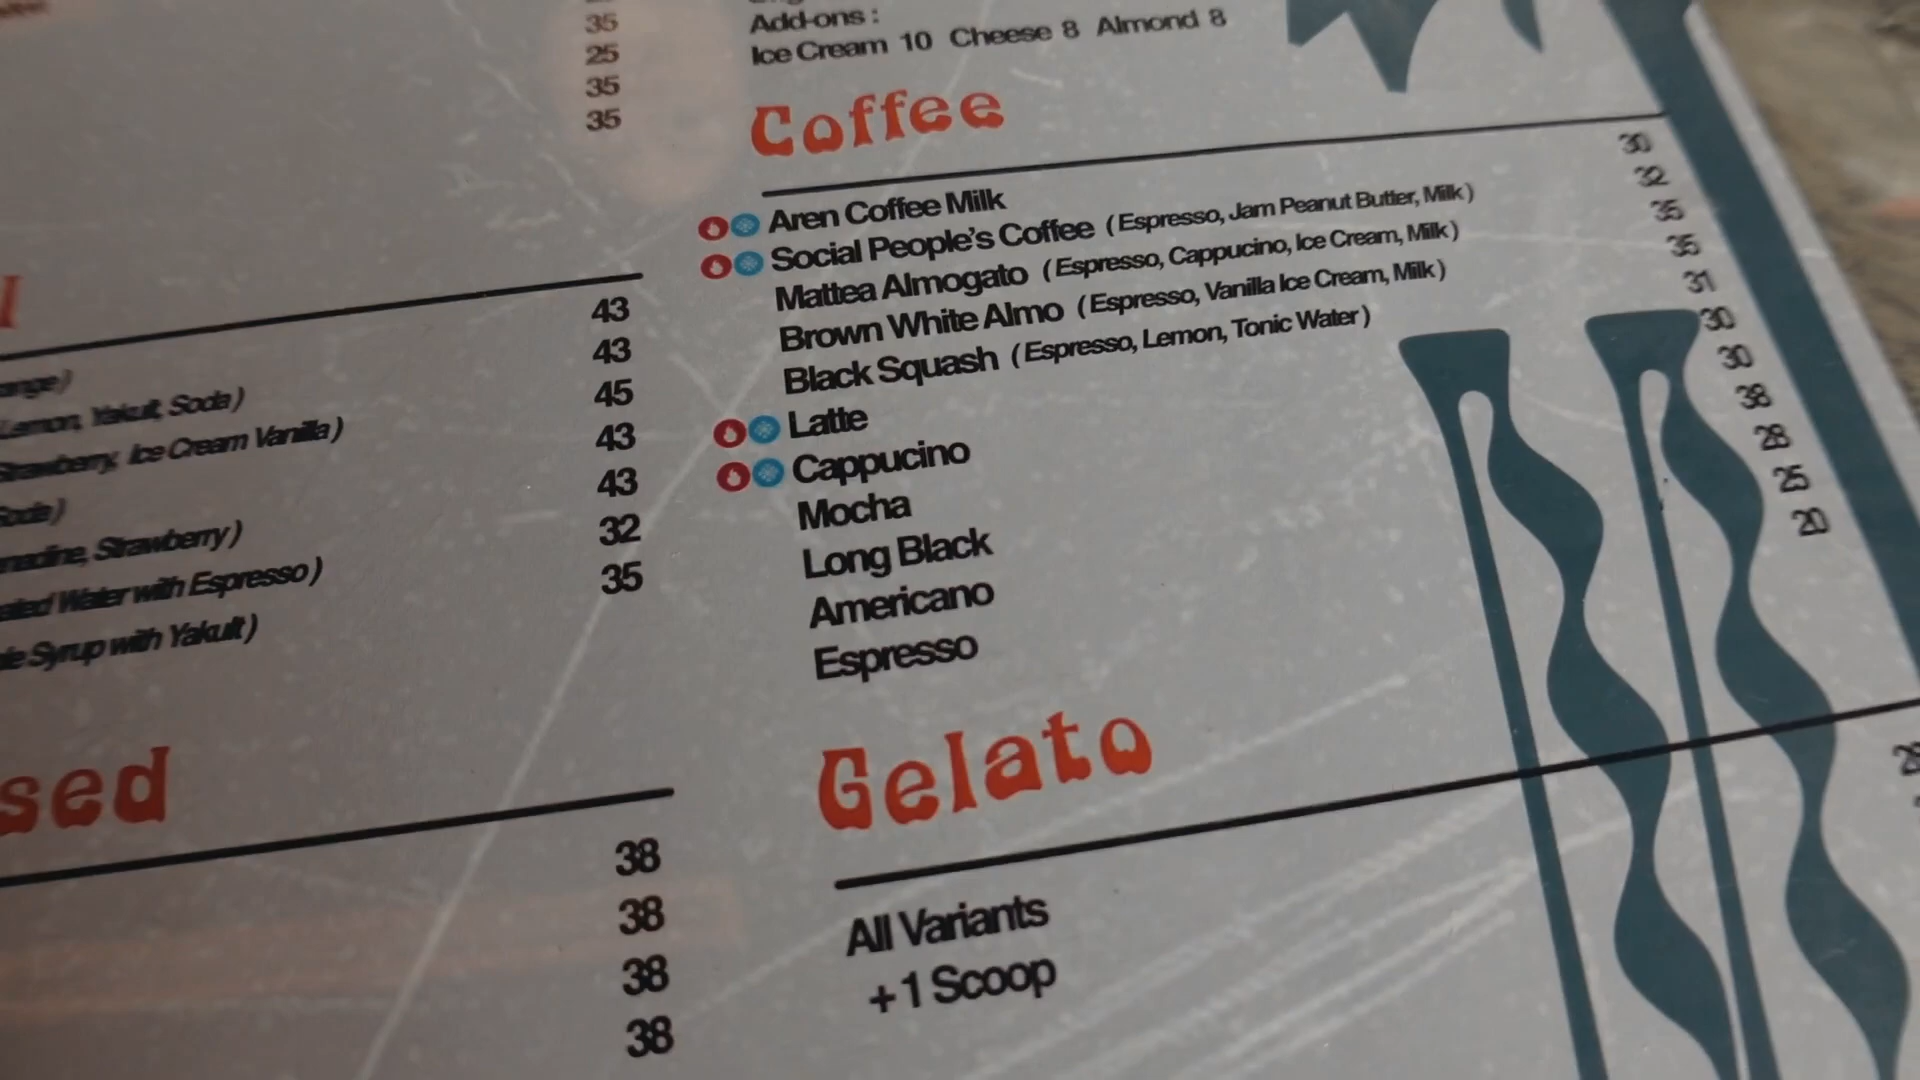 35
25
35
35
43
43
Lemon, Yakult, Soda )
45
Strawberry, Ice Cream Vanilla )
43
43
Strawberry )
32
Water with Espresso )
35
Syrup with Yakult )
38
38
38
38
Add-ons :
Ice Cream 10 Cheese 8 Almond 8
Coffee
Aren Coffee Milk 30
Social People's Coffee ( Espresso, Jam Peanut Butter, Milk ) 32
Mattea Almogato ( Espresso, Cappucino, Ice Cream, Milk ) 35
Brown White Almo ( Espresso, Vanilla Ice Cream, Milk ) 35
Black Squash ( Espresso, Lemon, Tonic Water ) 31
Latte 30
Cappucino 30
Mocha 38
Long Black 28
Americano 25
Espresso 20
Gelato
All Variants
+ 1 Scoop